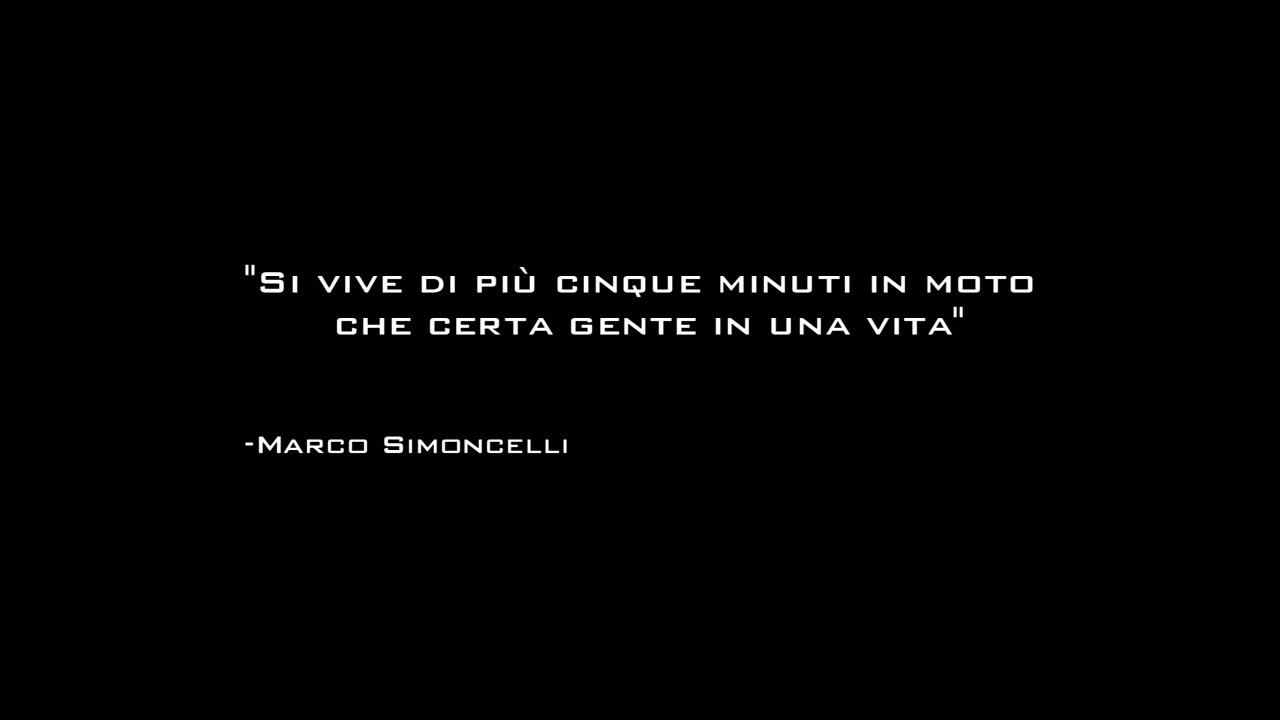 "Si vive di più cinque minuti in moto
che certa gente in una vita"
-Marco Simoncelli